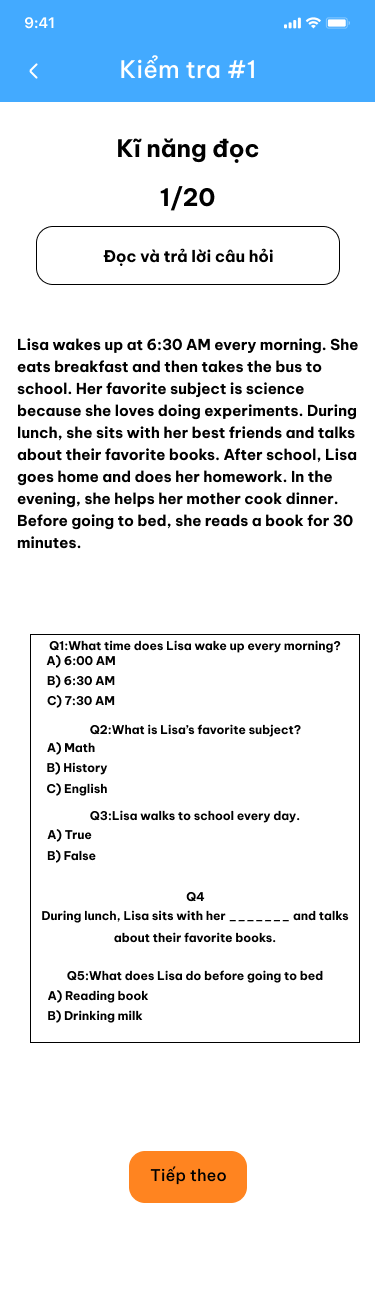 9:41
Kiểm tra #1
Kĩ năng đọc
1/20
Đọc và trả lời câu hỏi
Lisa wakes up at 6:30 AM every morning. She
eats breakfast and then takes the bus to
school. Her favorite subject is science
because she loves doing experiments. During
lunch, she sits with her best friends and talks
about their favorite books. After school, Lisa
goes home and does her homework. In the
evening, she helps her mother cook dinner.
Before going to bed, she reads a book for 30
minutes.
Q1:What time does Lisa wake up every morning?
A) 6:00 AM
B) 6:30 AM
C) 7:30 AM
Q2:What is Lisa’s favorite subject?
A) Math
B) History
C) English
Q3:Lisa walks to school every day.
A) True
B) False
Q4
During lunch, Lisa sits with her _______ and talks
about their favorite books.
Q5:What does Lisa do before going to bed
A) Reading book
B) Drinking milk
Tiếp theo